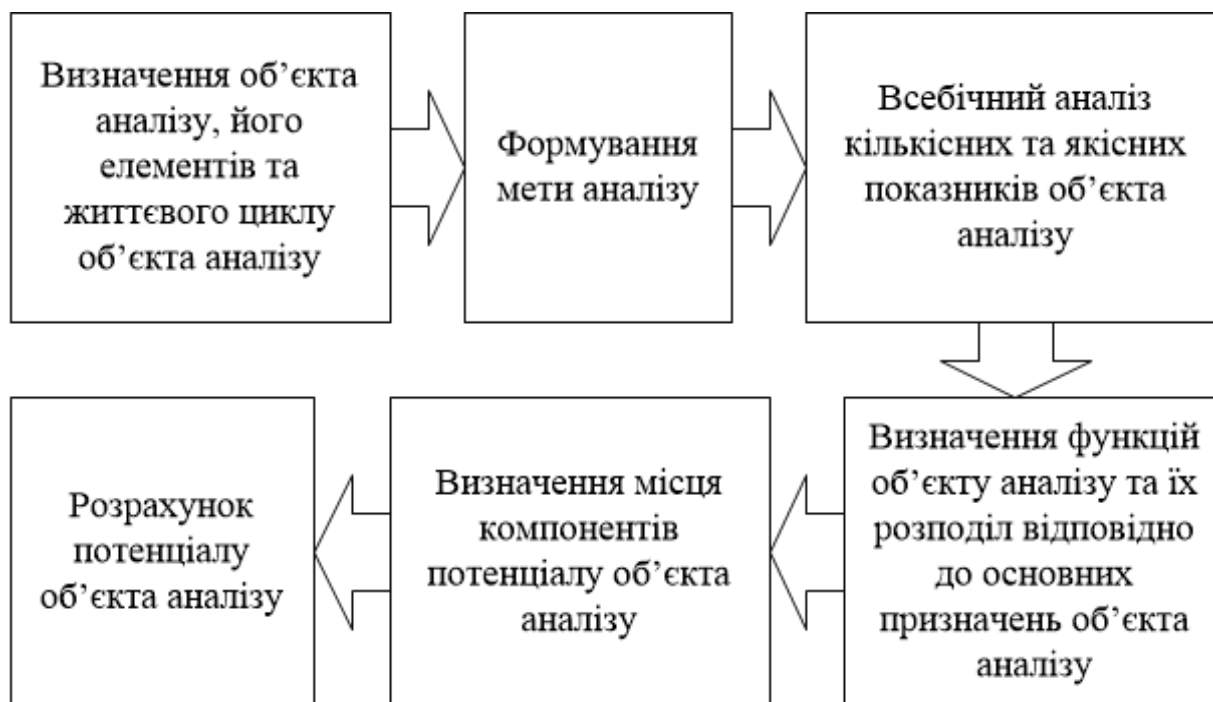 Визначення об’єкта
аналізу, його
елементів та
життєвого циклу
об’єкта аналізу
Формування
мети аналізу
Всебічний аналіз
кількісних та якісних
показників об’єкта
аналізу
Визначення функцій
об’єкту аналізу та їх
розподіл відповідно
до основних
призначень об’єкта
аналізу
Визначення місця
компонентів
потенціалу об’єкта
аналізу
Розрахунок
потенціалу
об’єкта аналізу